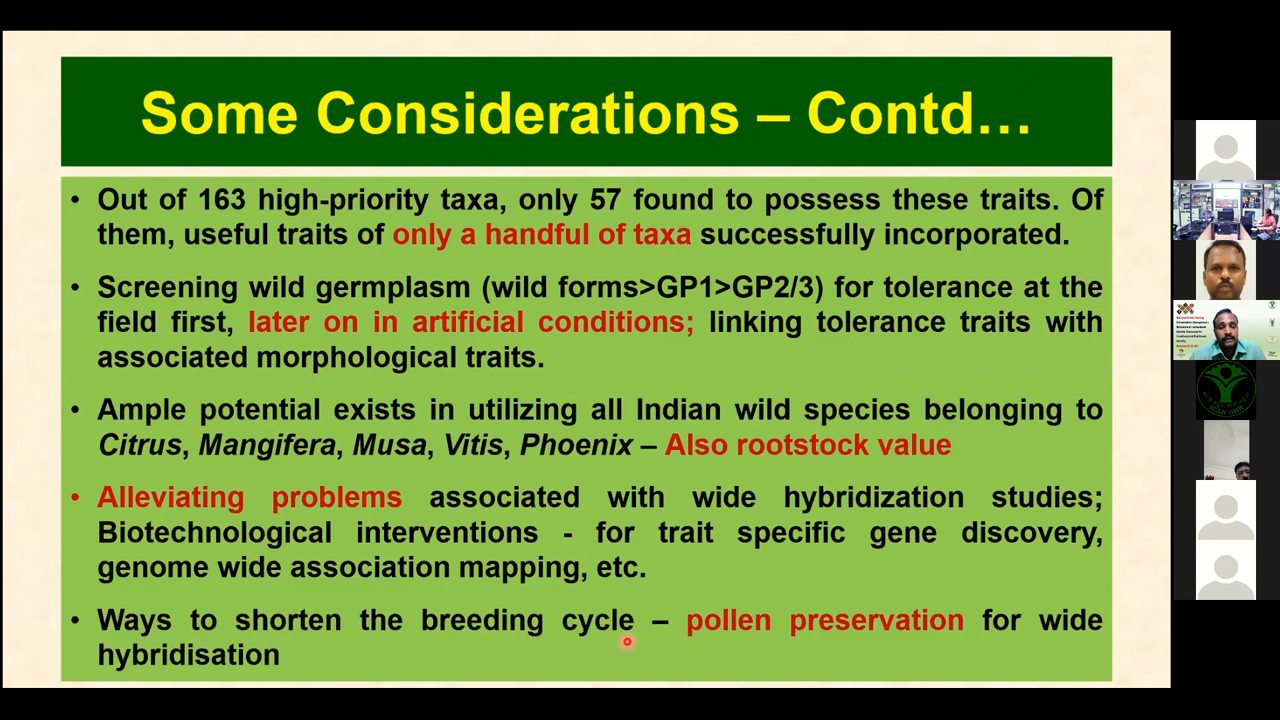 Some Considerations – Contd…
• Out of 163 high-priority taxa, only 57 found to possess these traits. Of
them, useful traits of only a handful of taxa successfully incorporated.
• Screening wild germplasm (wild forms>GP1>GP2/3) for tolerance at the
field first, later on in artificial conditions; linking tolerance traits with
associated morphological traits.
• Ample potential exists in utilizing all Indian wild species belonging to
Citrus, Mangifera, Musa, Vitis, Phoenix – Also rootstock value
• Alleviating problems associated with wide hybridization studies;
Biotechnological interventions - for trait specific gene discovery,
genome wide association mapping, etc.
• Ways to shorten the breeding cycle – pollen preservation for wide
hybridisation
ICAR-IIHR